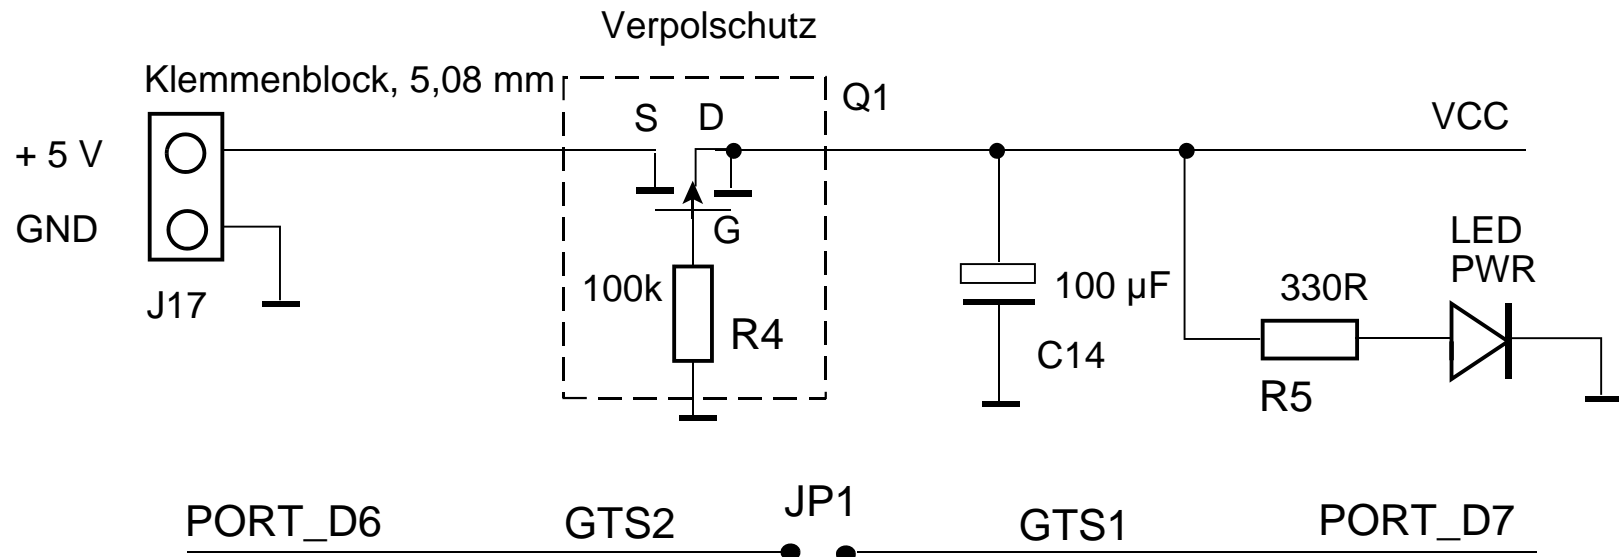 Verpolschutz
Klemmenblock, 5,08 mm
Q1
S D
VCC
+ 5 V
GND
G
LED
PWR
100k
100 µF
330R
J17
R4
C14
R5
JP1
PORT_D6
GTS2
GTS1
PORT_D7